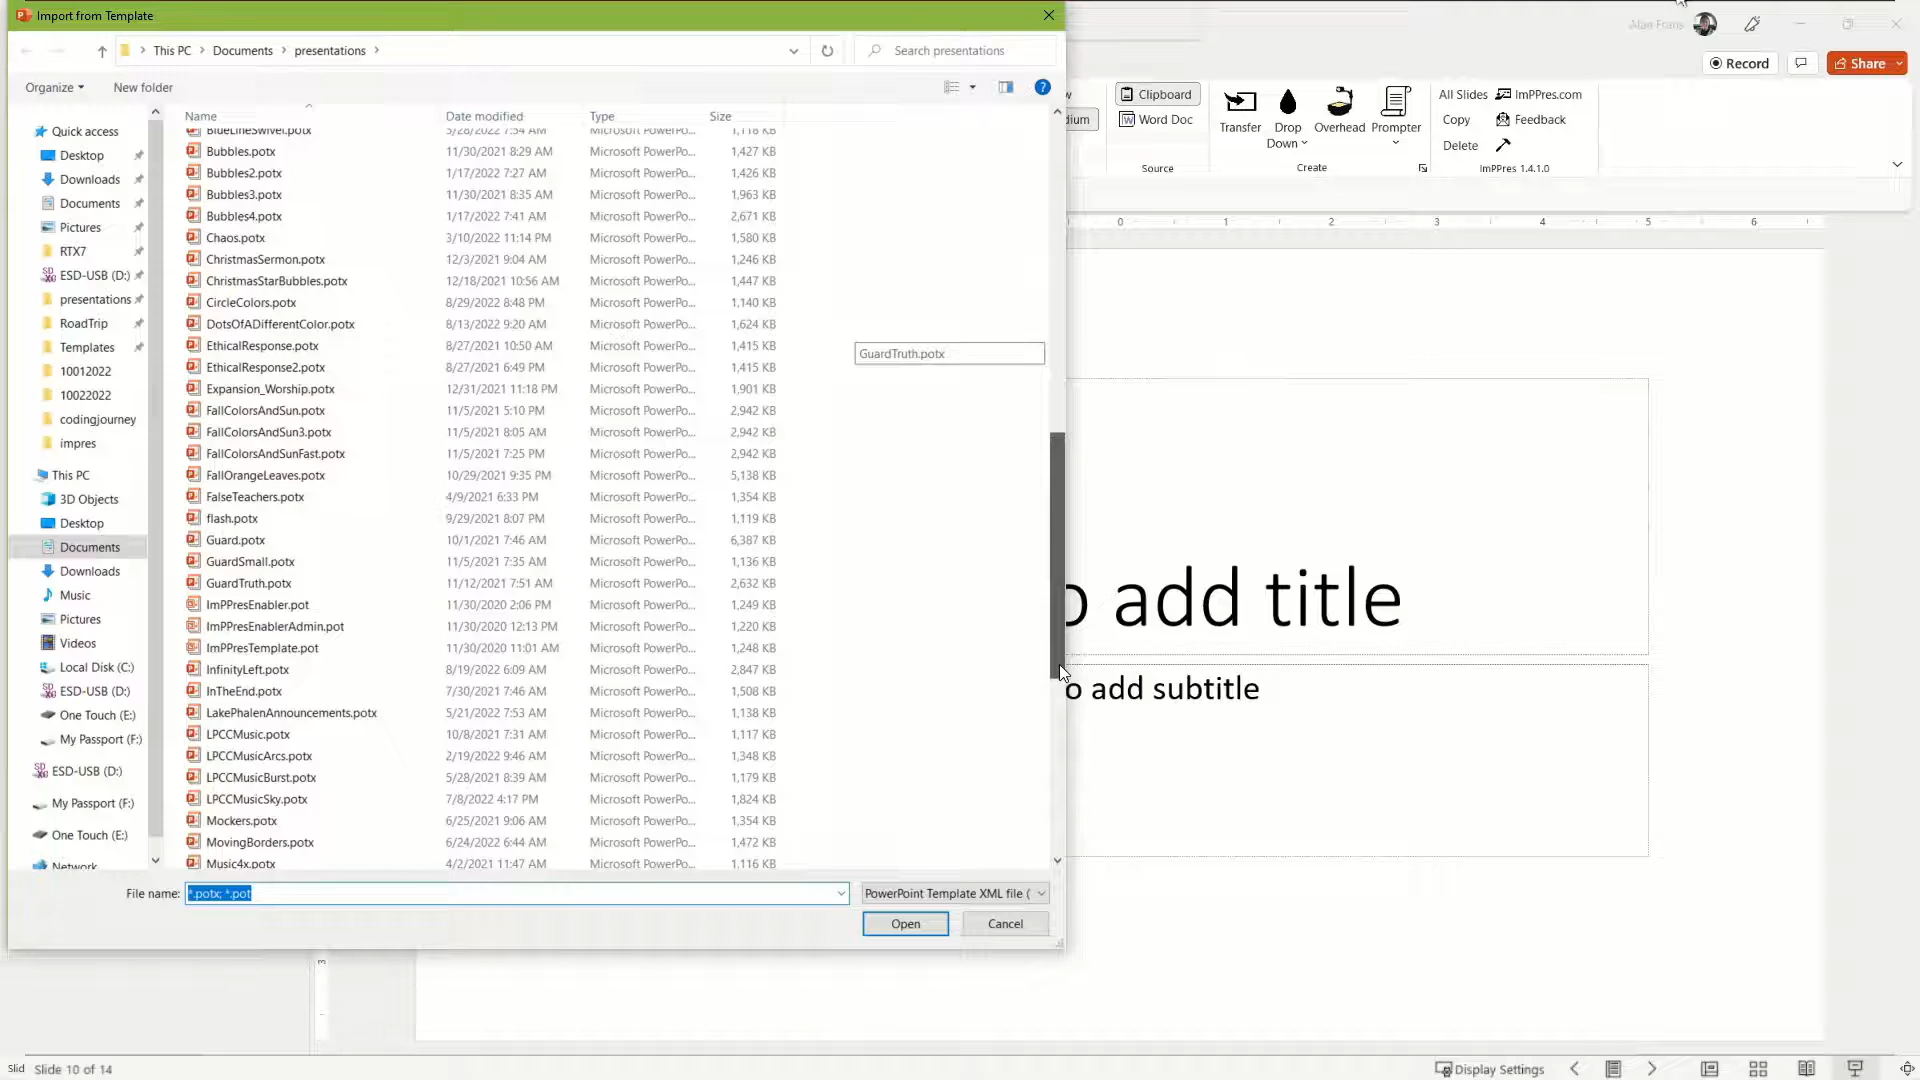 Import from Template
This PC > Documents > presentations >
Search presentations
Organize
New folder
Name Date modified Type Size
Quick access
Desktop
Downloads
Documents
Pictures
RTX7
ESD-USB (D:)
presentations
RoadTrip
Templates
10012022
10022022
codingjourney
impres
This PC
3D Objects
Desktop
Documents
Downloads
Music
Pictures
Videos
Local Disk (C:)
ESD-USB (D:)
One Touch (E:)
My Passport (F:)
ESD-USB (D:)
My Passport (F:)
One Touch (E:)
Network
BlueLineSwivel.potx 5/28/2022 7:54 AM Microsoft PowerPo... 1,118 KB
Bubbles.potx 11/30/2021 8:29 AM Microsoft PowerPo... 1,427 KB
Bubbles2.potx 1/17/2022 7:27 AM Microsoft PowerPo... 1,426 KB
Bubbles3.potx 11/30/2021 8:35 AM Microsoft PowerPo... 1,963 KB
Bubbles4.potx 1/17/2022 7:41 AM Microsoft PowerPo... 2,671 KB
Chaos.potx 3/10/2022 11:14 PM Microsoft PowerPo... 1,580 KB
ChristmasSermon.potx 12/3/2021 9:04 AM Microsoft PowerPo... 1,246 KB
ChristmasStarBubbles.potx 12/18/2021 10:56 AM Microsoft PowerPo... 1,447 KB
CircleColors.potx 8/29/2022 8:48 PM Microsoft PowerPo... 1,140 KB
DotsOfADifferentColor.potx 8/13/2022 9:20 AM Microsoft PowerPo... 1,624 KB
EthicalResponse.potx 8/27/2021 10:50 AM Microsoft PowerPo... 1,415 KB
EthicalResponse2.potx 8/27/2021 6:49 PM Microsoft PowerPo... 1,415 KB
Expansion_Worship.potx 12/31/2021 11:18 PM Microsoft PowerPo... 1,901 KB
FallColorsAndSun.potx 11/5/2021 5:10 PM Microsoft PowerPo... 2,942 KB
FallColorsAndSun3.potx 11/5/2021 8:05 AM Microsoft PowerPo... 2,942 KB
FallColorsAndSunFast.potx 11/5/2021 7:25 PM Microsoft PowerPo... 2,942 KB
FallOrangeLeaves.potx 10/29/2021 9:35 PM Microsoft PowerPo... 5,138 KB
FalseTeachers.potx 4/9/2021 6:33 PM Microsoft PowerPo... 1,354 KB
flash.potx 9/29/2021 8:07 PM Microsoft PowerPo... 1,119 KB
Guard.potx 10/1/2021 7:46 AM Microsoft PowerPo... 6,387 KB
GuardSmall.potx 11/5/2021 7:35 AM Microsoft PowerPo... 1,136 KB
GuardTruth.potx 11/12/2021 7:51 AM Microsoft PowerPo... 2,632 KB
ImPPresEnabler.pot 11/30/2020 2:06 PM Microsoft PowerPo... 1,249 KB
ImPPresEnablerAdmin.pot 11/30/2020 12:13 PM Microsoft PowerPo... 1,220 KB
ImPPresTemplate.pot 11/30/2020 11:01 AM Microsoft PowerPo... 1,248 KB
InfinityLeft.potx 8/19/2022 6:09 AM Microsoft PowerPo... 2,847 KB
InTheEnd.potx 7/30/2021 7:46 AM Microsoft PowerPo... 1,508 KB
LakePhalenAnnouncements.potx 5/21/2022 7:53 AM Microsoft PowerPo... 1,138 KB
LPCCMusic.potx 10/8/2021 7:31 AM Microsoft PowerPo... 1,117 KB
LPCCMusicArcs.potx 2/19/2022 9:46 AM Microsoft PowerPo... 1,348 KB
LPCCMusicBurst.potx 5/28/2021 8:39 AM Microsoft PowerPo... 1,179 KB
LPCCMusicSky.potx 7/8/2022 4:17 PM Microsoft PowerPo... 1,824 KB
Mockers.potx 6/25/2021 9:06 AM Microsoft PowerPo... 1,354 KB
MovingBorders.potx 6/24/2022 6:44 AM Microsoft PowerPo... 1,472 KB
Music4x.potx 4/2/2021 11:47 AM Microsoft PowerPo... 1,116 KB
GuardTruth.potx
File name: *.potx; *.pot
PowerPoint Template XML file (
Open
Cancel
Record
Share
Clipboard
Word Doc
Source
Transfer
Drop Down
Overhead
Prompter
Create
All Slides
Copy
Delete
ImPPres.com
Feedback
ImPPres 1.4.1.0
0 1 2 3 4 5 6
o add title
o add subtitle
3
Slid
Slide 10 of 14
Display Settings